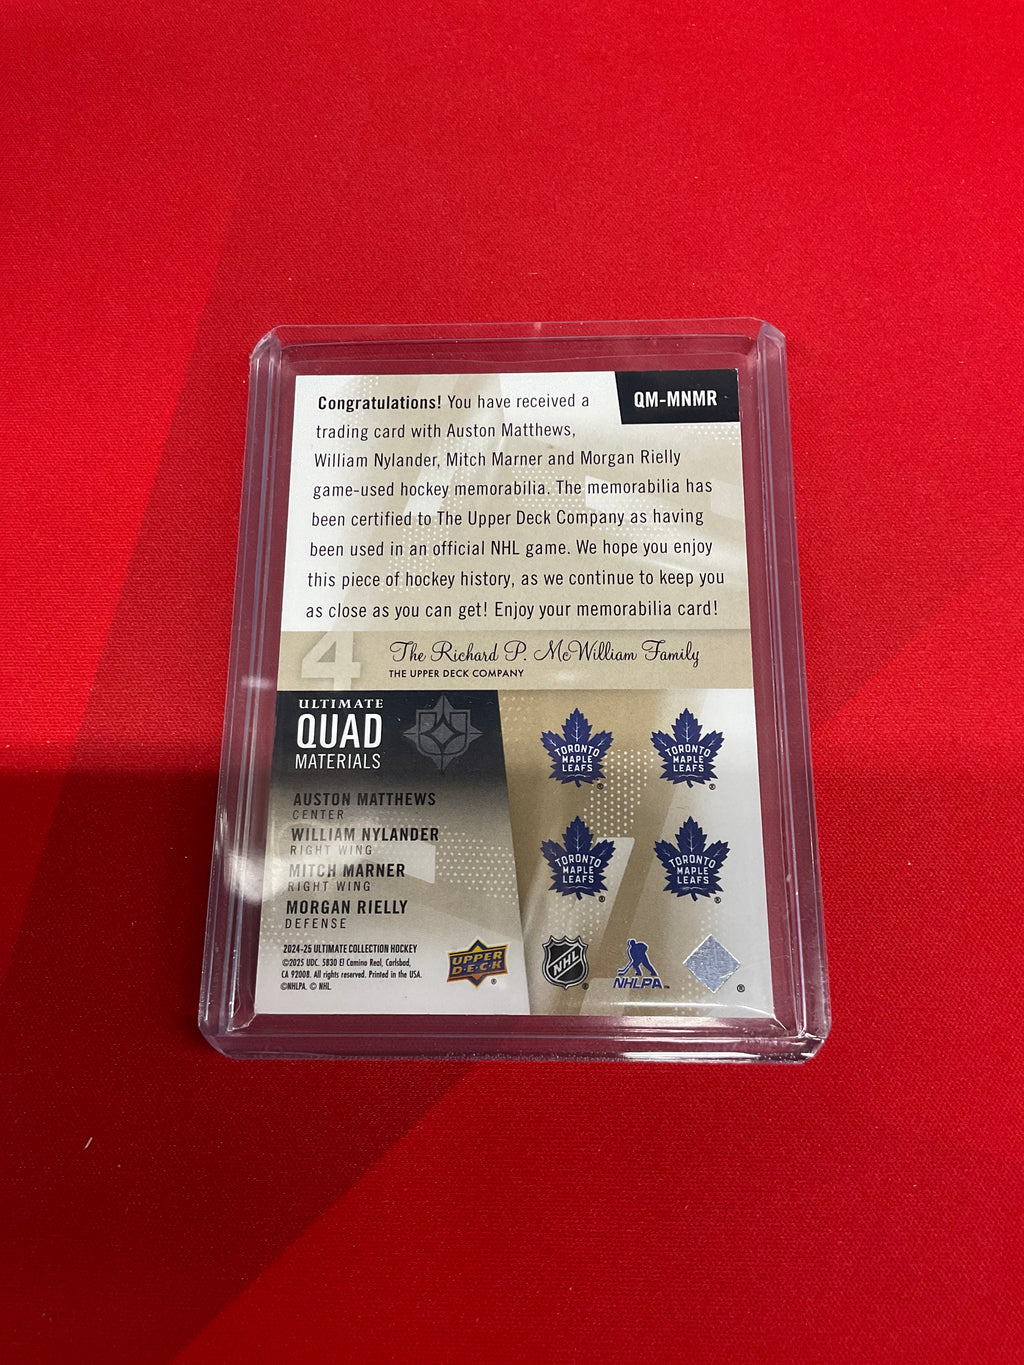 QM-MNMR
Congratulations! You have received a
trading card with Auston Matthews,
William Nylander, Mitch Marner and Morgan Rielly
game-used hockey memorabilia. The memorabilia has
been certified to The Upper Deck Company as having
been used in an official NHL game. We hope you enjoy
this piece of hockey history, as we continue to keep you
as close as you can get! Enjoy your memorabilia card!
4
The Richard P. McWilliam Family
THE UPPER DECK COMPANY
ULTIMATE
QUAD
MATERIALS
AUSTON MATTHEWS
CENTER
WILLIAM NYLANDER
RIGHT WING
MITCH MARNER
RIGHT WING
MORGAN RIELLY
DEFENSE
TORONTO
MAPLE
LEAFS
®
TORONTO
MAPLE
LEAFS
®
TORONTO
MAPLE
LEAFS
®
TORONTO
MAPLE
LEAFS
®
2024-25 ULTIMATE COLLECTION HOCKEY
©2025 UDC. 5830 El Camino Real, Carlsbad,
CA 92008. All rights reserved. Printed in the USA.
©NHLPA. © NHL.
UPPER
D·E·C·K
®
NHL
®
NHLPA™
®